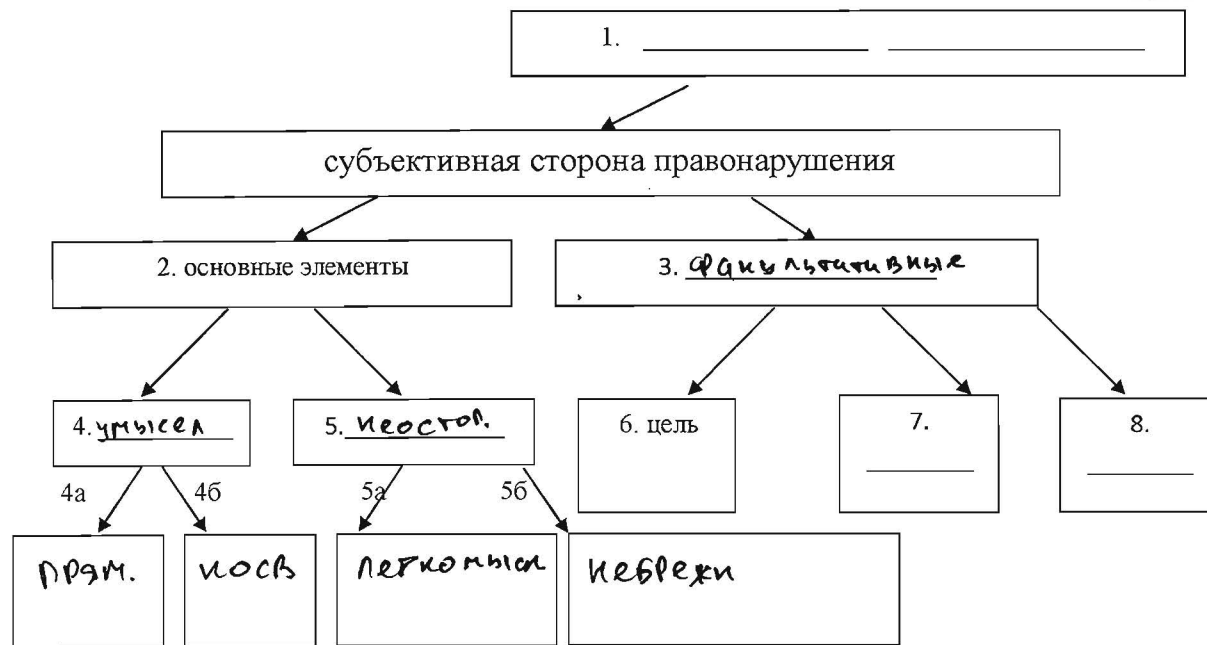 1.
субъективная сторона правонарушения
2. основные элементы
3. факультативные
4. умысел
5. неостор.
6. цель
7.
8.
4а
4б
5а
5б
прям.
косв
легкомысл
небрежн